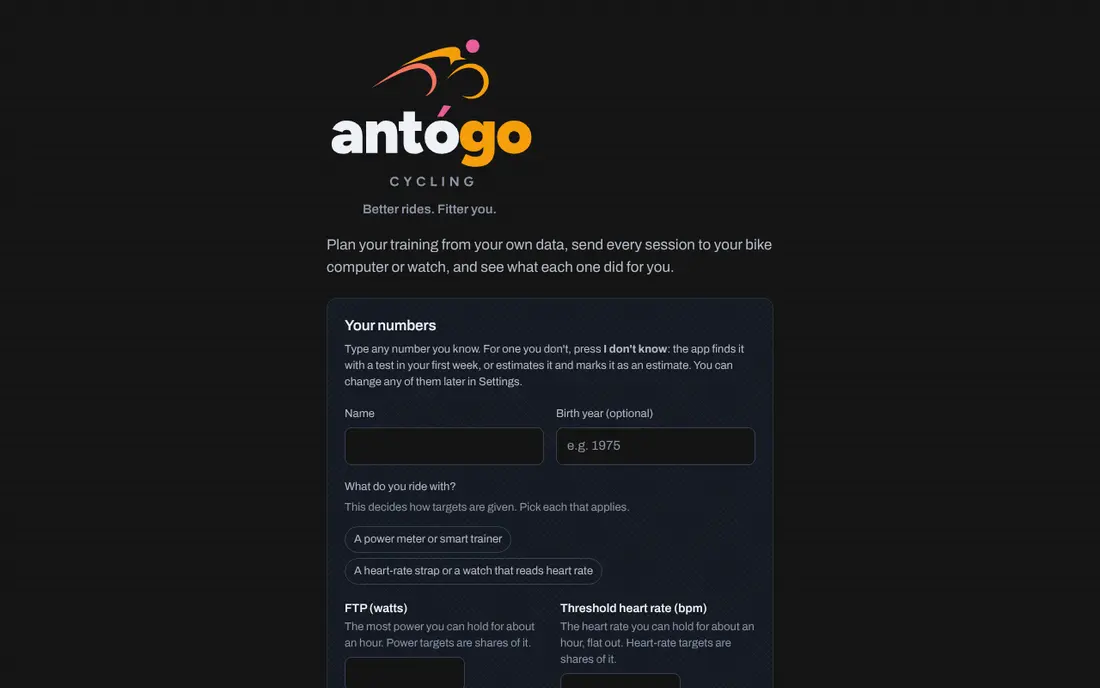 antógo
CYCLING
Better rides. Fitter you.
Plan your training from your own data, send every session to your bike
computer or watch, and see what each one did for you.
Your numbers
Type any number you know. For one you don't, press I don't know: the app finds it
with a test in your first week, or estimates it and marks it as an estimate. You can
change any of them later in Settings.
Name
Birth year (optional)
e.g. 1975
What do you ride with?
This decides how targets are given. Pick each that applies.
A power meter or smart trainer
A heart-rate strap or a watch that reads heart rate
FTP (watts)
The most power you can hold for about
an hour. Power targets are shares of it.
Threshold heart rate (bpm)
The heart rate you can hold for about an
hour, flat out. Heart-rate targets are
shares of it.